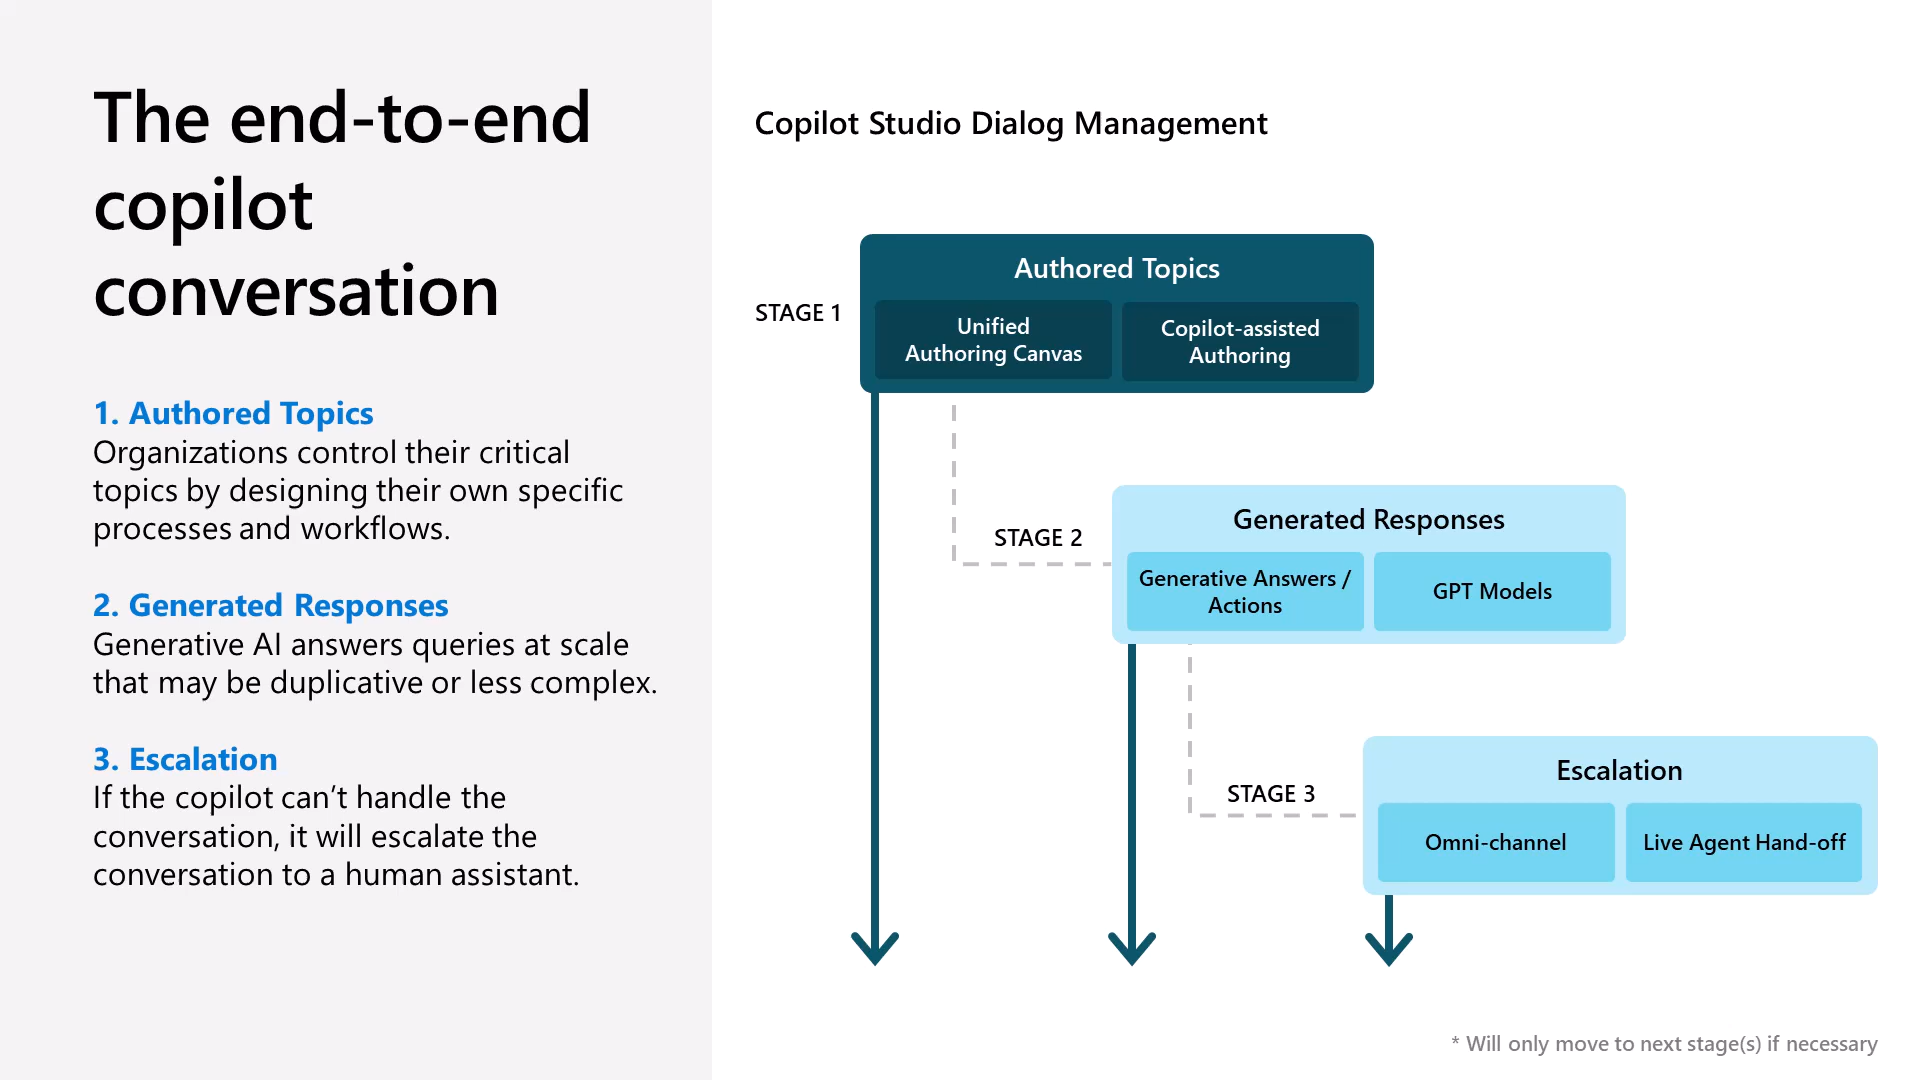 The end-to-end
copilot
conversation
1. Authored Topics
Organizations control their critical
topics by designing their own specific
processes and workflows.
2. Generated Responses
Generative AI answers queries at scale
that may be duplicative or less complex.
3. Escalation
If the copilot can’t handle the
conversation, it will escalate the
conversation to a human assistant.
Copilot Studio Dialog Management
STAGE 1
Authored Topics
Unified
Authoring Canvas
Copilot-assisted
Authoring
STAGE 2
Generated Responses
Generative Answers /
Actions
GPT Models
STAGE 3
Escalation
Omni-channel
Live Agent Hand-off
* Will only move to next stage(s) if necessary